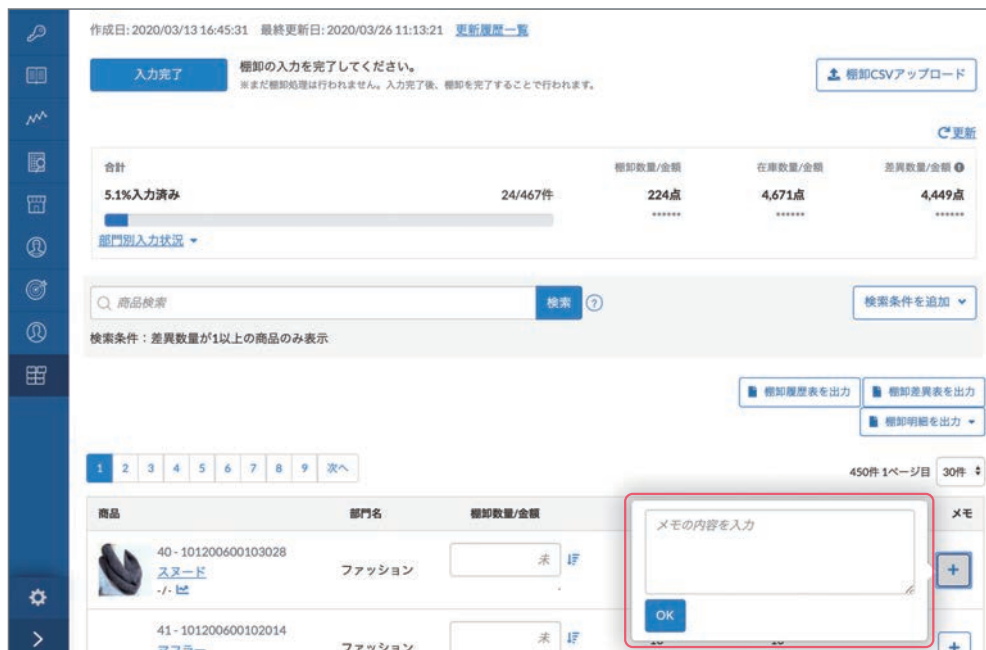 作成日: 2020/03/13 16:45:31 最終更新日: 2020/03/26 11:13:21 更新履歴一覧
入力完了
棚卸の入力を完了してください。
※まだ棚卸処理は行われません。入力完了後、棚卸を完了することで行われます。
棚卸CSVアップロード
更新
合計 棚卸数量/金額 在庫数量/金額 差異数量/金額
5.1%入力済み 24/467件 224点 4,671点 4,449点
****** ****** ******
部門別入力状況
商品検索 検索 ? 検索条件を追加
検索条件:差異数量が1以上の商品のみ表示
棚卸履歴表を出力 棚卸差異表を出力
棚卸明細を出力
1 2 3 4 5 6 7 8 9 次へ
450件 1ページ目 30件
商品 部門名 棚卸数量/金額 メモ
メモの内容を入力
OK
40 - 101200600103028
スヌード
-/-
ファッション
未
-
+
41 - 101200600102014
マフラー
ファッション
未
+